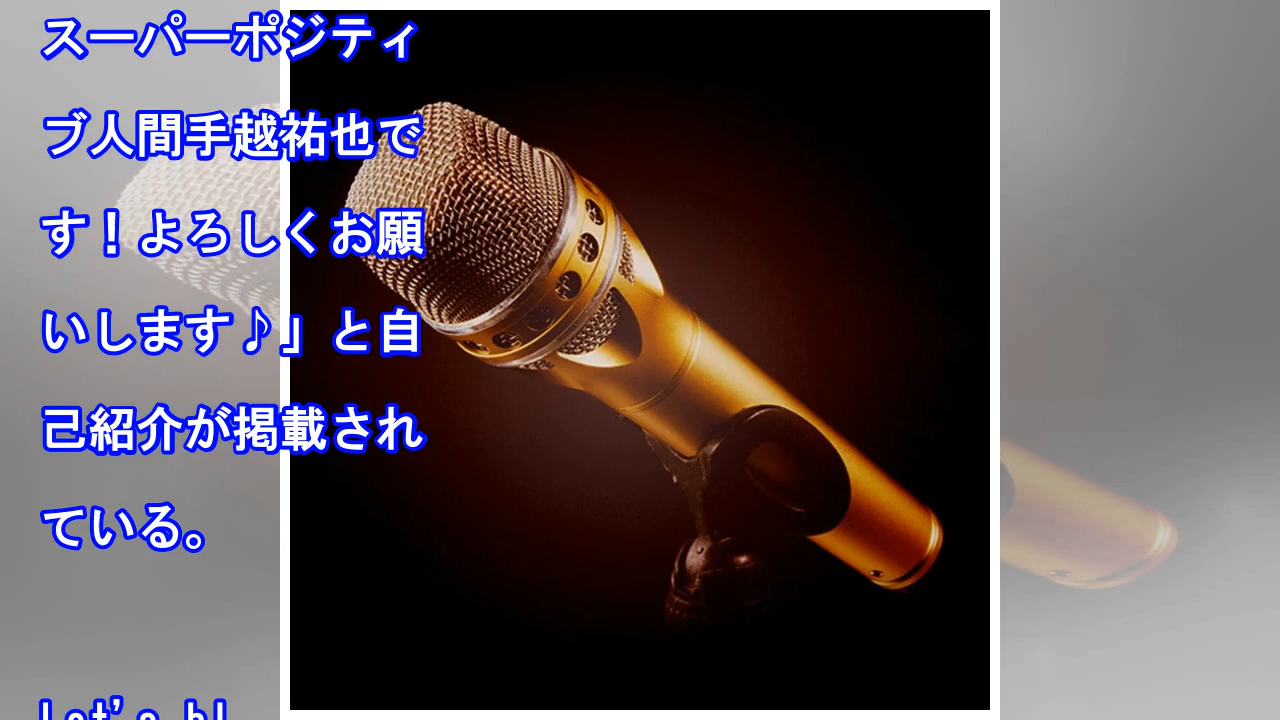 スーパーポジティ
ブ人間手越祐也で
す！よろしくお願
いします♪」と自
己紹介が掲載され
ている。